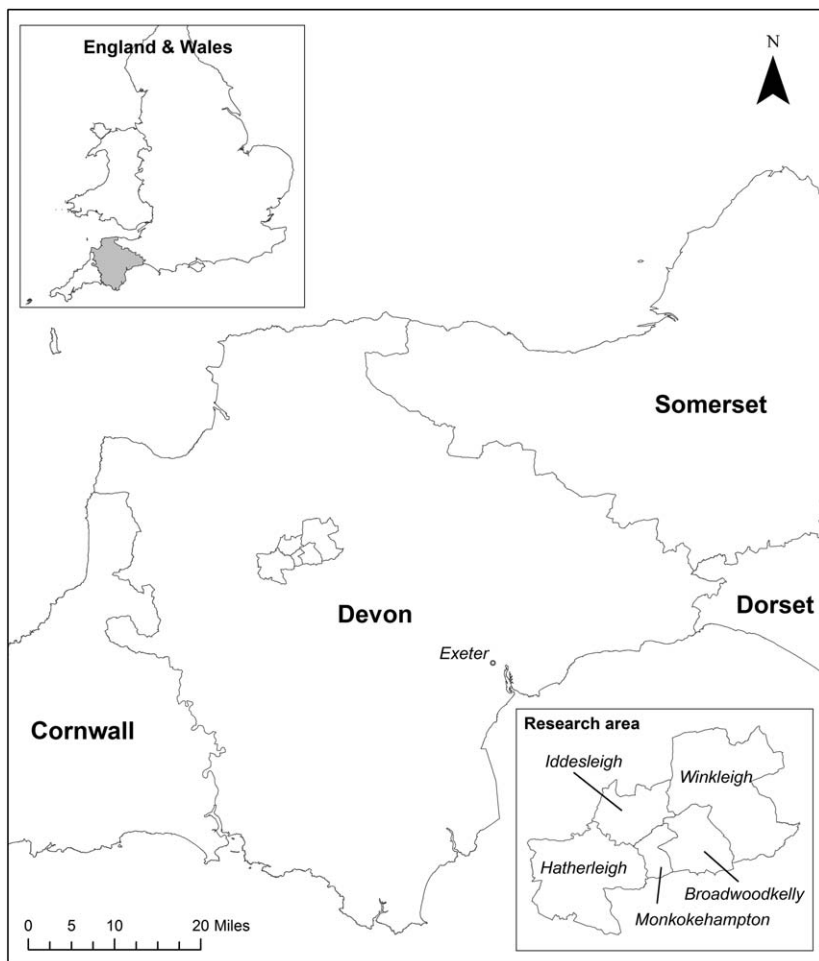 England & Wales
N
Somerset
Devon
Dorset
Exeter
Cornwall
Research area
Iddesleigh
Winkleigh
Hatherleigh
Broadwoodkelly
Monkokehampton
0 5 10 20 Miles